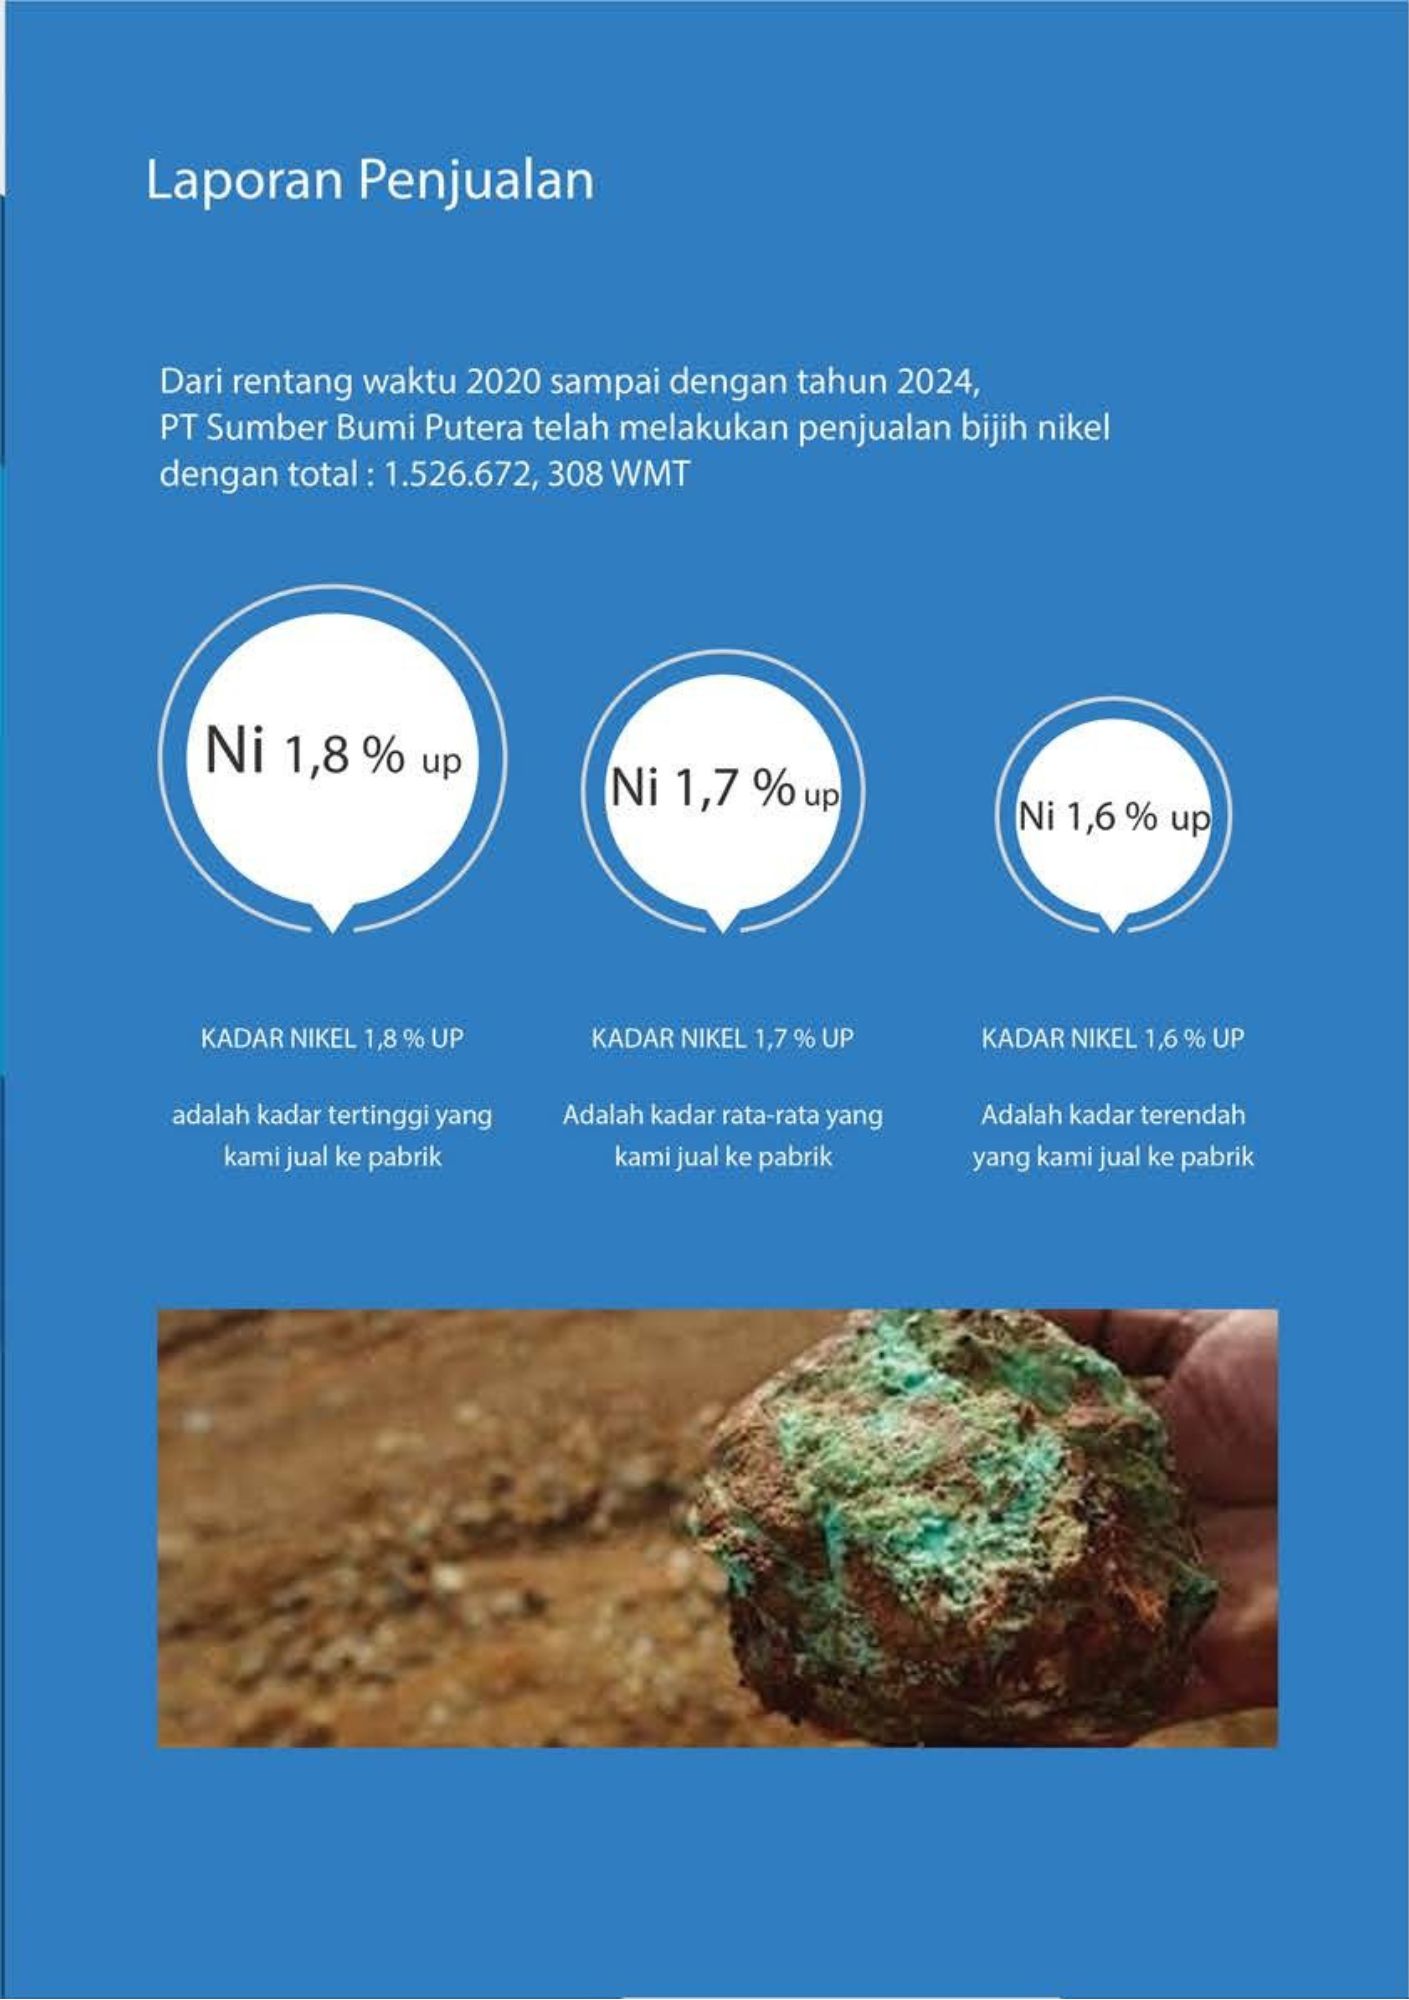 Laporan Penjualan
Dari rentang waktu 2020 sampai dengan tahun 2024,
PT Sumber Bumi Putera telah melakukan penjualan bijih nikel
dengan total : 1.526.672, 308 WMT
Ni 1,8 % up
Ni 1,7 % up
Ni 1,6 % up
KADAR NIKEL 1,8 % UP
adalah kadar tertinggi yang
kami jual ke pabrik
KADAR NIKEL 1,7 % UP
Adalah kadar rata-rata yang
kami jual ke pabrik
KADAR NIKEL 1,6 % UP
Adalah kadar terendah
yang kami jual ke pabrik